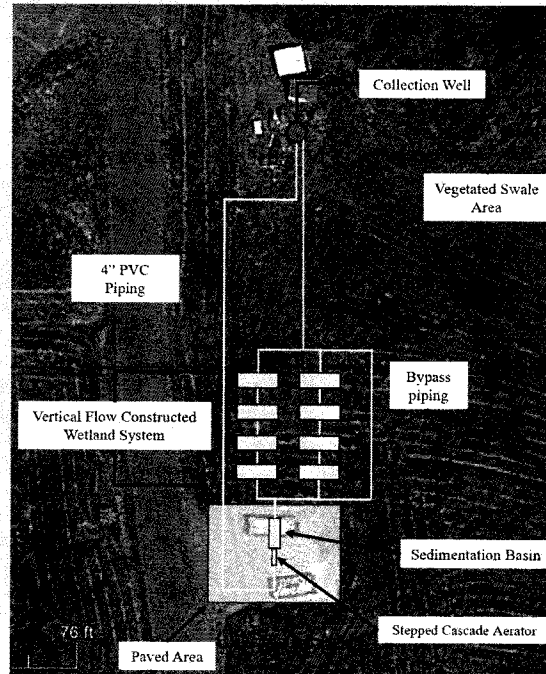 Collection Well
Vegetated Swale
Area
4" PVC
Piping
Bypass
piping
Vertical Flow Constructed
Wetland System
Sedimentation Basin
76 ft
Stepped Cascade Aerator
Paved Area